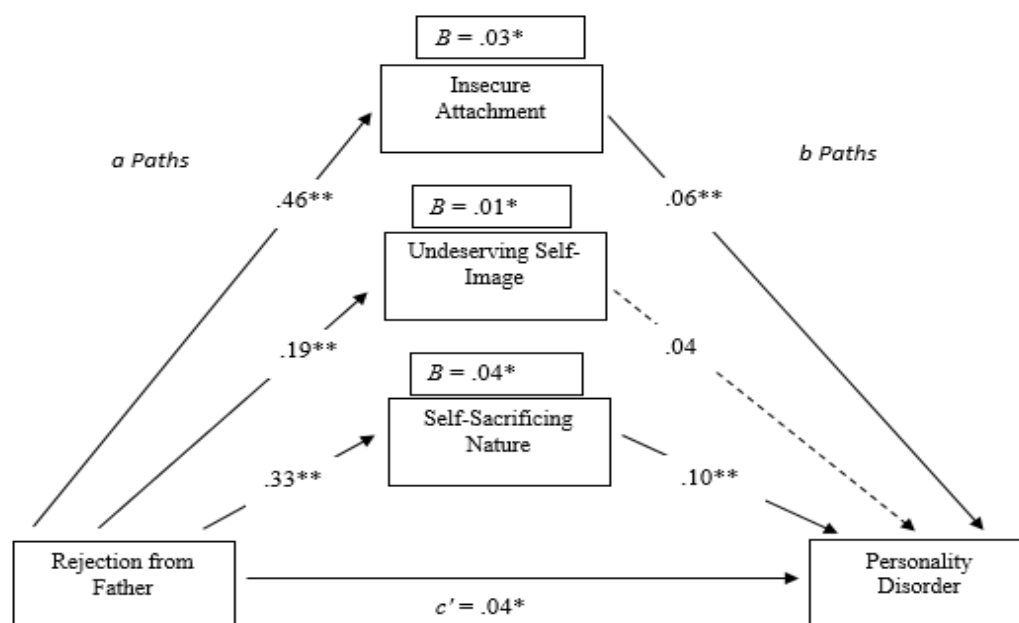 B = .03*
Insecure
Attachment
a Paths
b Paths
.46**
.06**
B = .01*
Undeserving Self-
Image
.19**
.04
B = .04*
Self-Sacrificing
Nature
.33**
.10**
Rejection from
Father
Personality
Disorder
c' = .04*